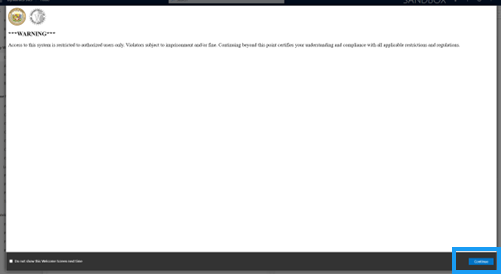 SANDBOX
***WARNING***
Access to this system is restricted to authorized users only. Violators subject to imprisonment and/or fine. Continuing beyond this point certifies your understanding and compliance with all applicable restrictions and regulations.
Do not show this Welcome Screen next time
Continue